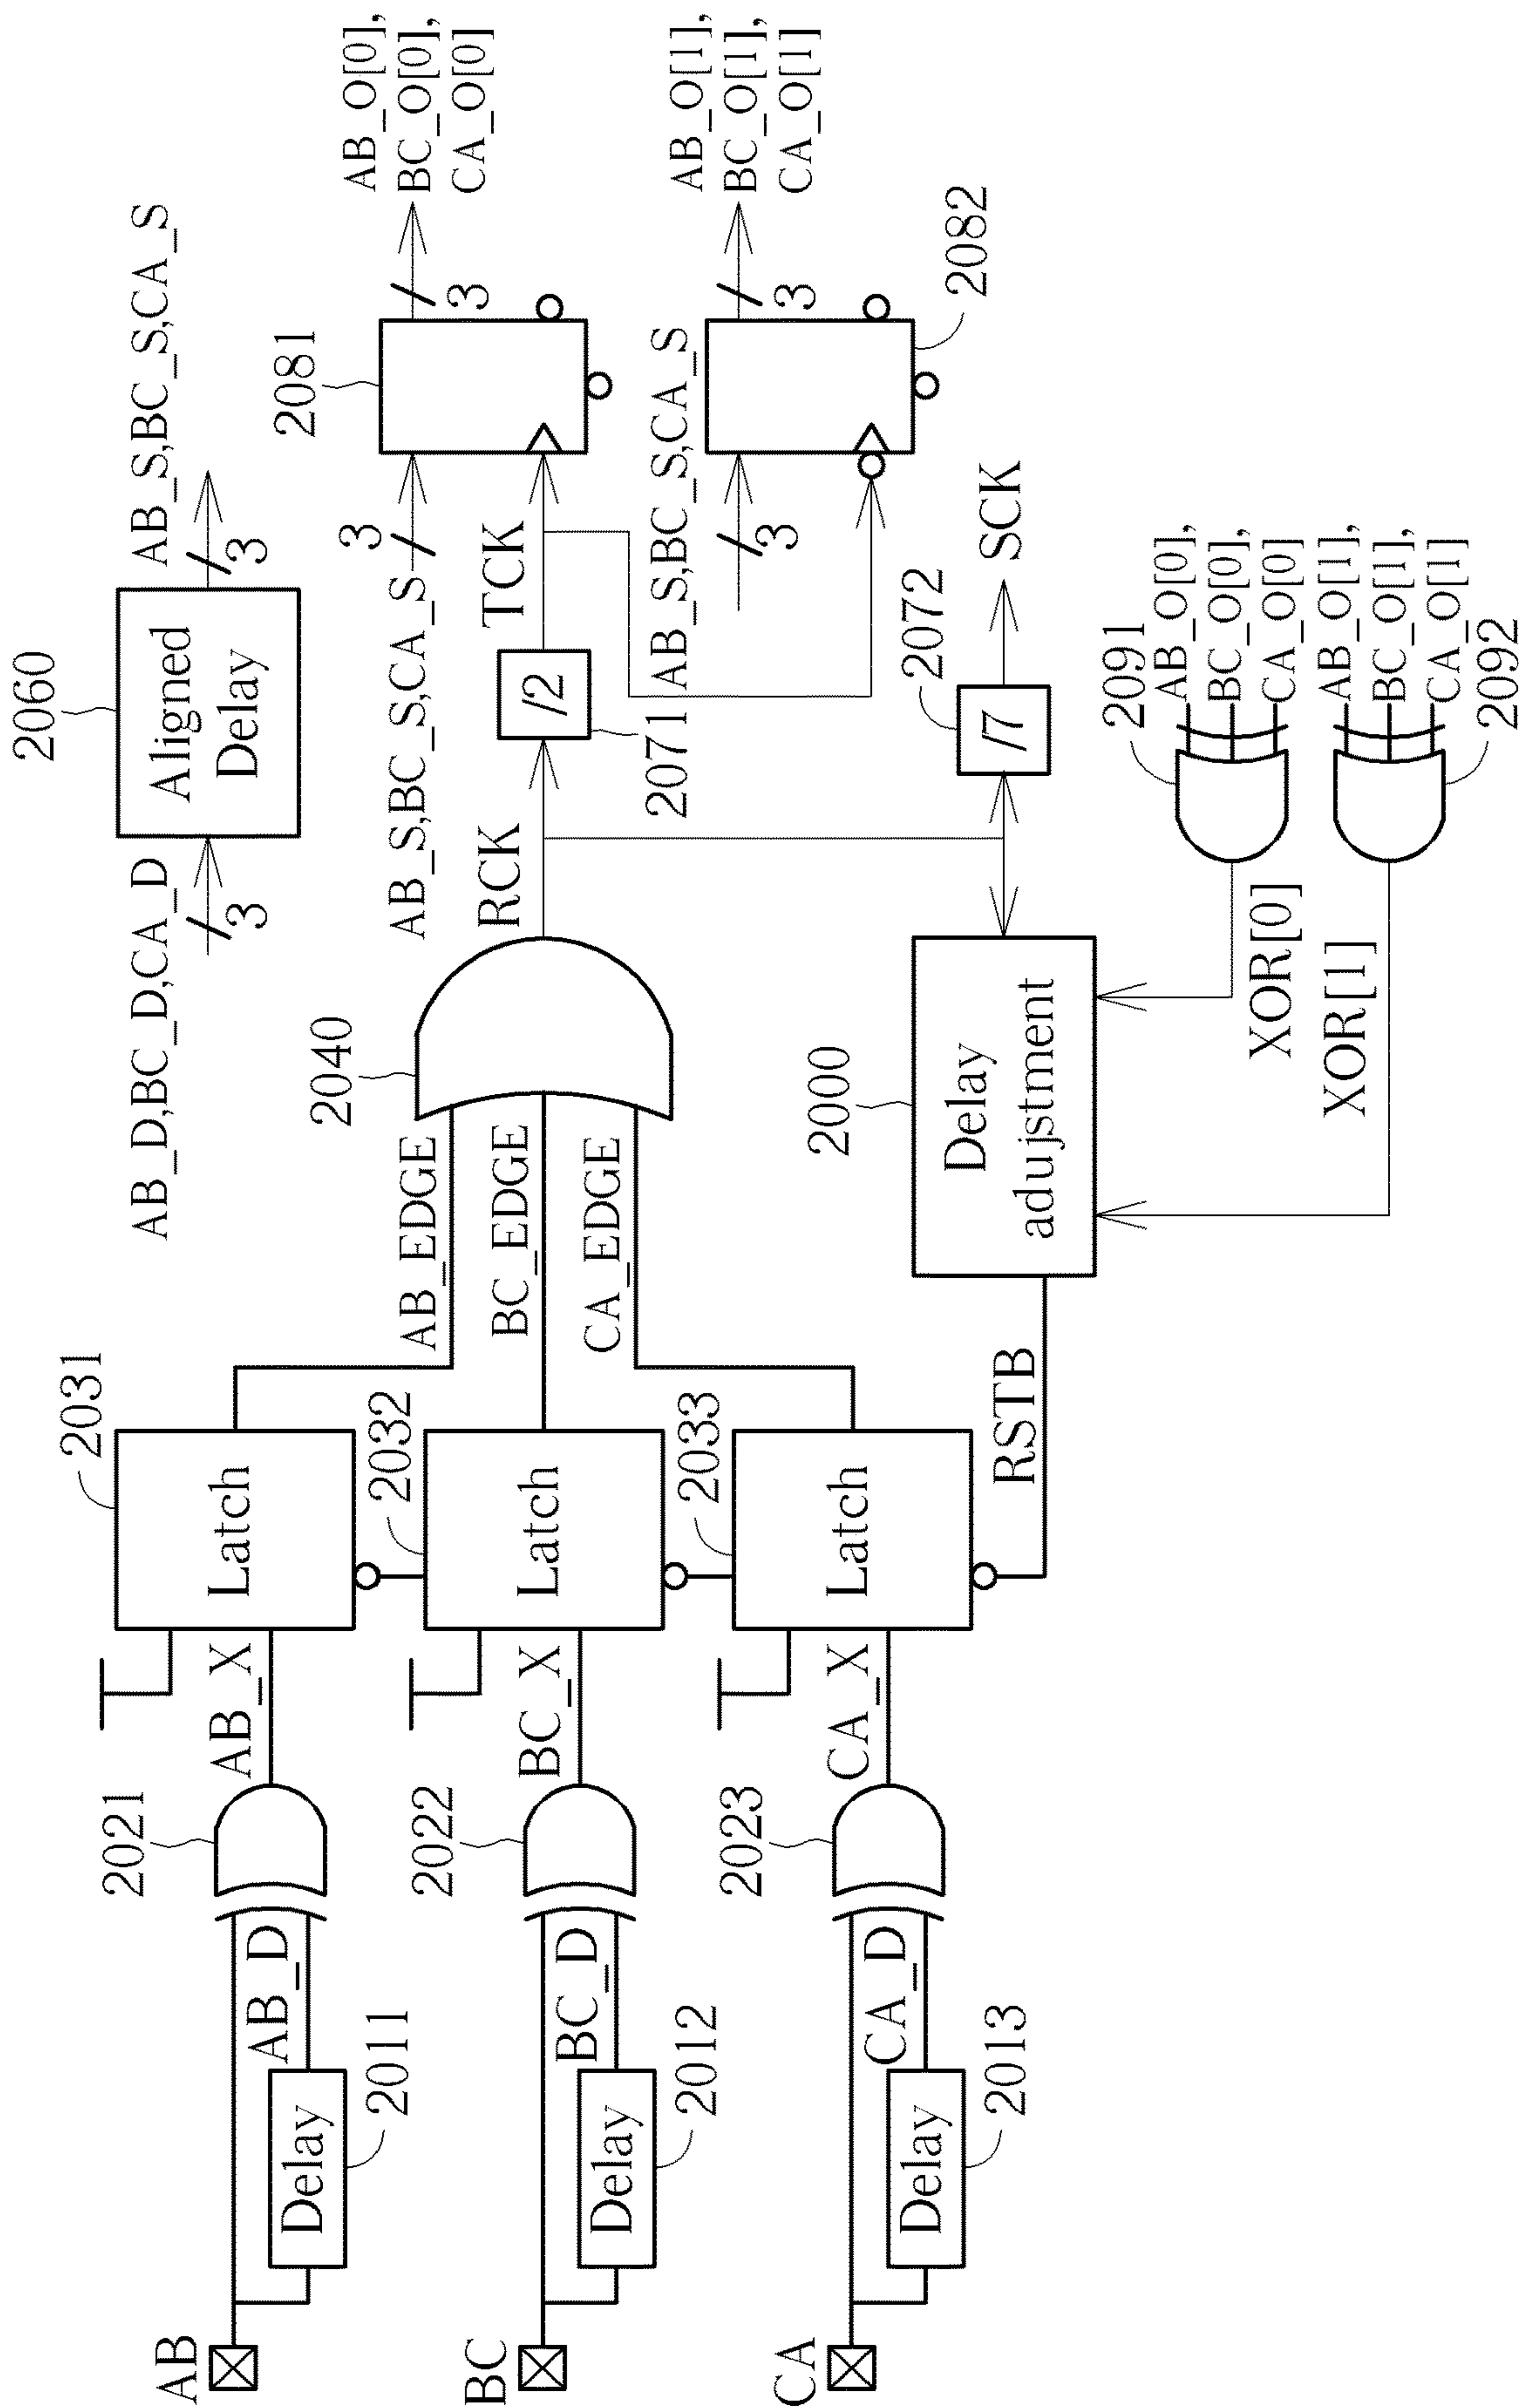 AB
Delay
2011
AB_D
2021
AB_X
Latch
2031
BC
Delay
2012
BC_D
2022
BC_X
Latch
2032
CA
Delay
2013
CA_D
2023
CA_X
Latch
2033
RSTB
AB_EDGE
BC_EDGE
CA_EDGE
2040
RCK
AB_D,BC_D,CA_D
3
2060
Aligned
Delay
3
AB_S,BC_S,CA_S
AB_S,BC_S,CA_S
3
2081
3
AB_O[0],
BC_O[0],
CA_O[0]
/2
2071
TCK
AB_S,BC_S,CA_S
3
2082
3
AB_O[1],
BC_O[1],
CA_O[1]
/7
2072
SCK
2000
Delay
adujstment
XOR[0]
XOR[1]
2091
AB_O[0],
BC_O[0],
CA_O[0]
AB_O[1],
BC_O[1],
CA_O[1]
2092